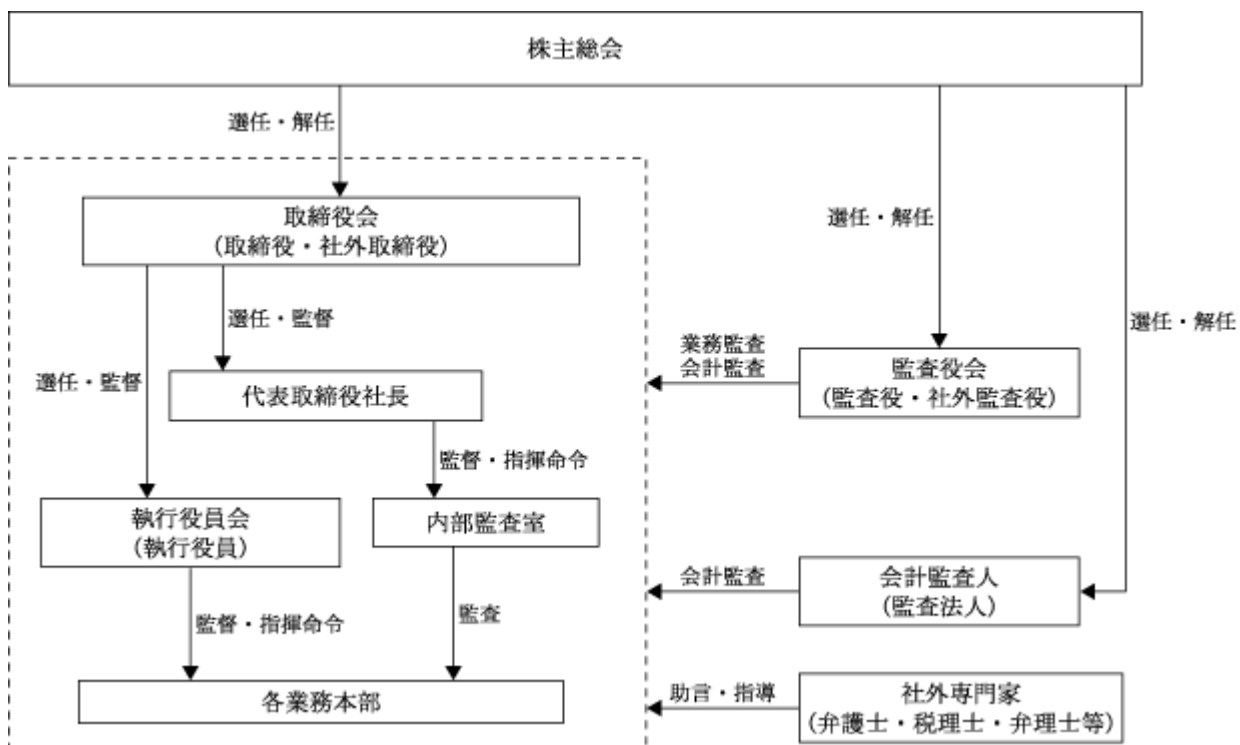 株主総会
選任・解任
取締役会
(取締役・社外取締役)
選任・解任
選任・監督
選任・解任
業務監査
会計監査
監査役会
(監査役・社外監査役)
選任・監督
代表取締役社長
監督・指揮命令
執行役員会
(執行役員)
内部監査室
会計監査
会計監査人
(監査法人)
監督・指揮命令
監査
各業務本部
助言・指導
社外専門家
(弁護士・税理士・弁理士等)